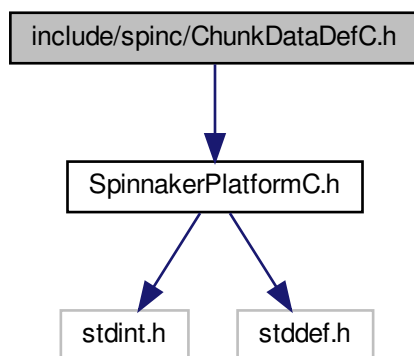 include/spinc/ChunkDataDefC.h
SpinnakerPlatformC.h
stdint.h
stddef.h